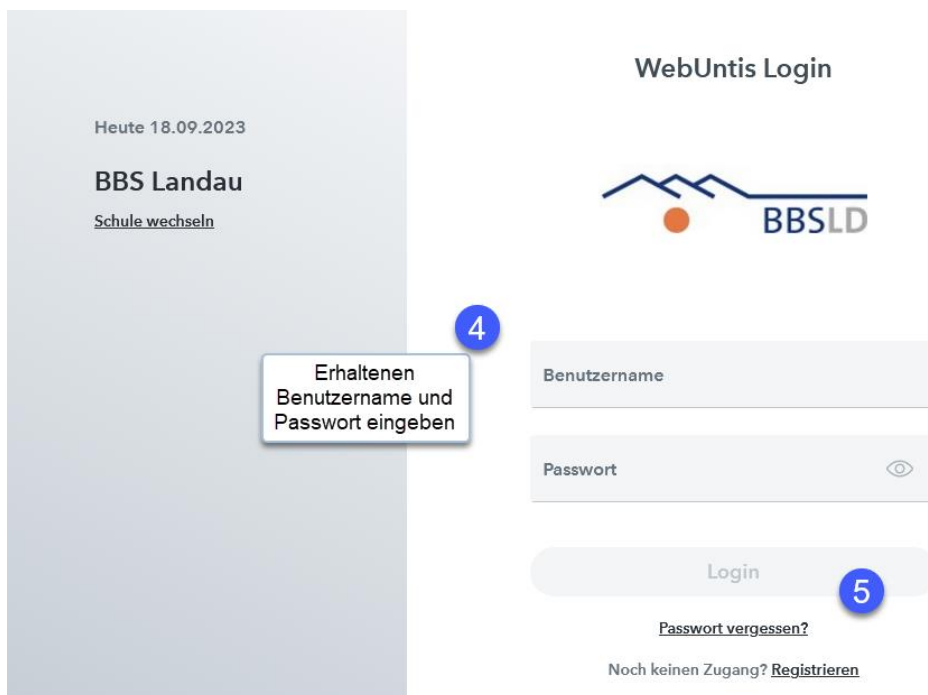 Heute 18.09.2023
BBS Landau
Schule wechseln
WebUntis Login
BBSLD
4
Erhaltenen
Benutzername und
Passwort eingeben
Benutzername
Passwort
Login
5
Passwort vergessen?
Noch keinen Zugang? Registrieren